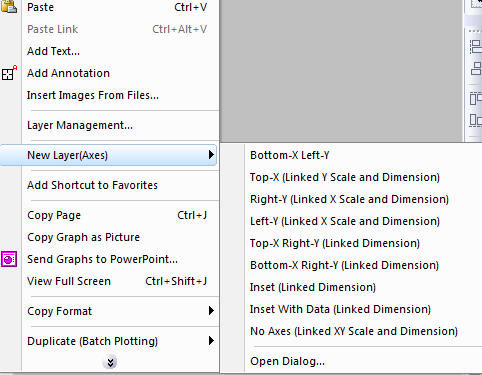 Paste Ctrl+V
Paste Link Ctrl+Alt+V
Add Text...
A
Add Annotation
Insert Images From Files...
Layer Management...
New Layer(Axes)
Add Shortcut to Favorites
Copy Page Ctrl+J
Copy Graph as Picture
Send Graphs to PowerPoint...
View Full Screen Ctrl+Shift+J
Copy Format
Duplicate (Batch Plotting)
Bottom-X Left-Y
Top-X (Linked Y Scale and Dimension)
Right-Y (Linked X Scale and Dimension)
Left-Y (Linked X Scale and Dimension)
Top-X Right-Y (Linked Dimension)
Bottom-X Right-Y (Linked Dimension)
Inset (Linked Dimension)
Inset With Data (Linked Dimension)
No Axes (Linked XY Scale and Dimension)
Open Dialog...